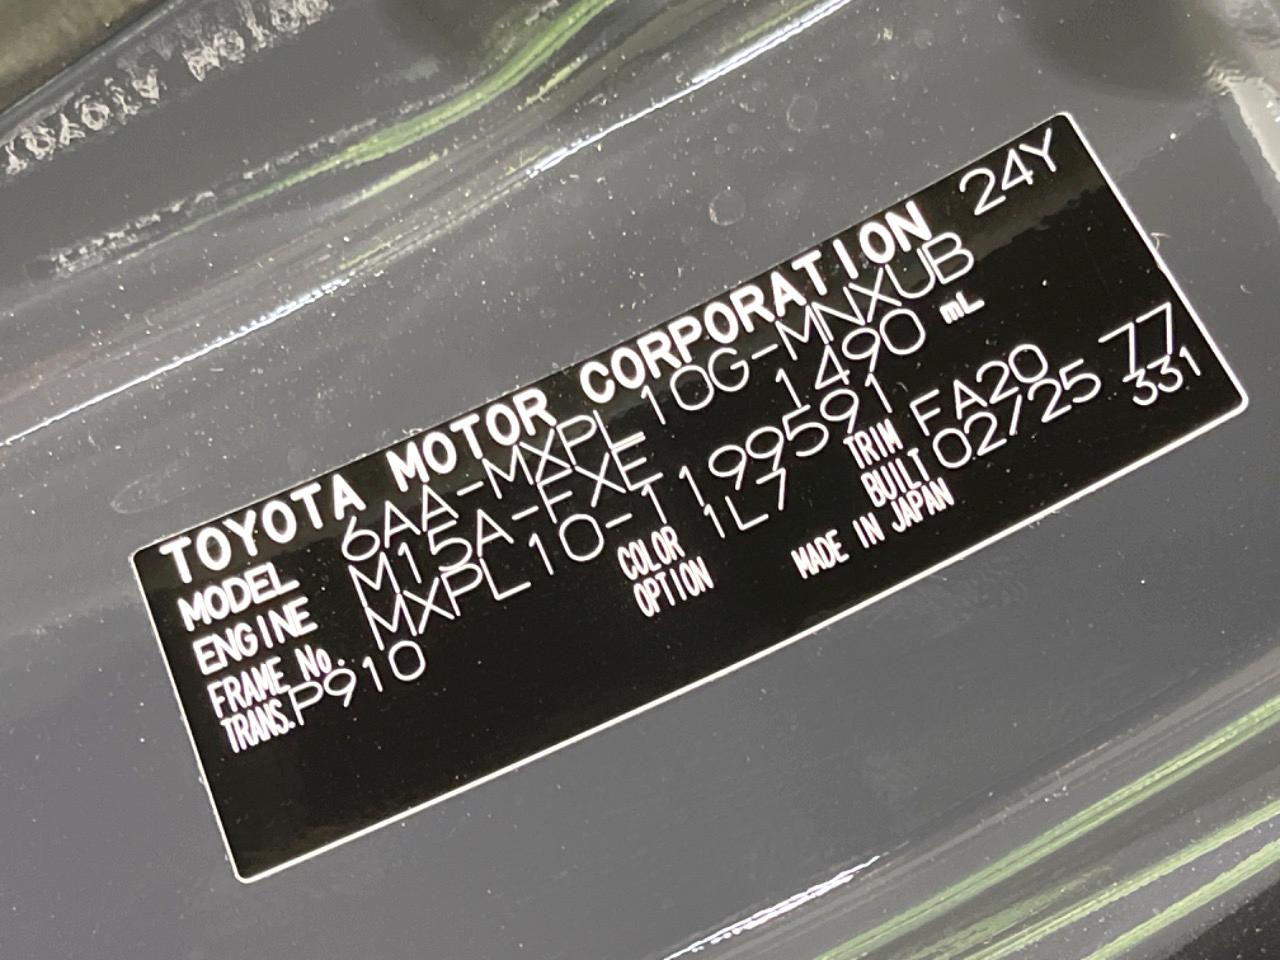 TOYOTA MOTOR CORPORATION 24Y
MODEL 6AA-MXPL10G-MNXUB
ENGINE M15A-FXE 1490 mL
FRAME No. MXPL10-1199591
TRANS. P910 COLOR 1L7 TRIM FA20 77
OPTION BUILT 02/25 331
MADE IN JAPAN